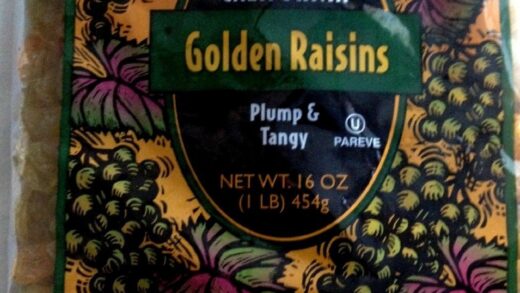 Golden Raisins
Plump &
Tangy
U
PAREVE
NET WT. 16 OZ
(1 LB) 454g